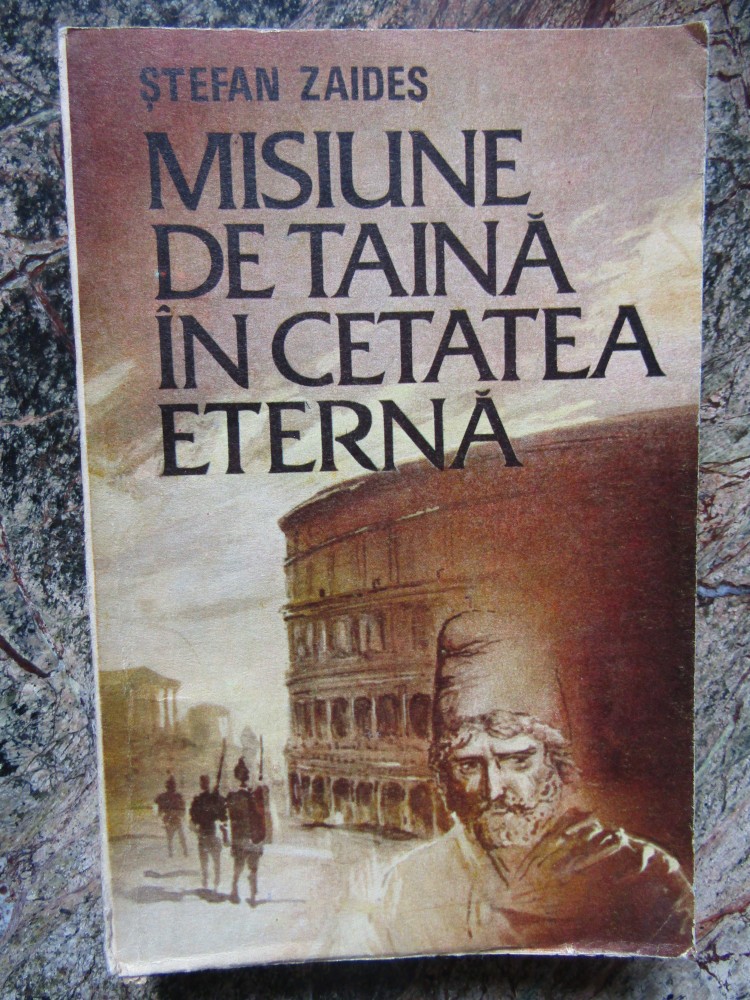 ȘTEFAN ZAIDES
MISIUNE
DE TAINĂ
ÎN CETATEA
ETERNĂ